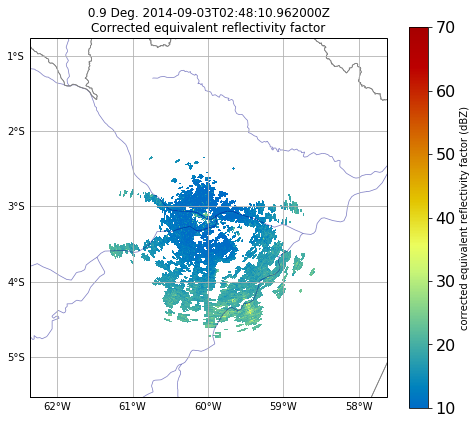 0.9 Deg. 2014-09-03T02:48:10.962000Z
Corrected equivalent reflectivity factor
1°S
2°S
3°S
4°S
5°S
62°W
61°W
60°W
59°W
58°W
70
60
50
40
30
20
10
corrected equivalent reflectivity factor (dBZ)